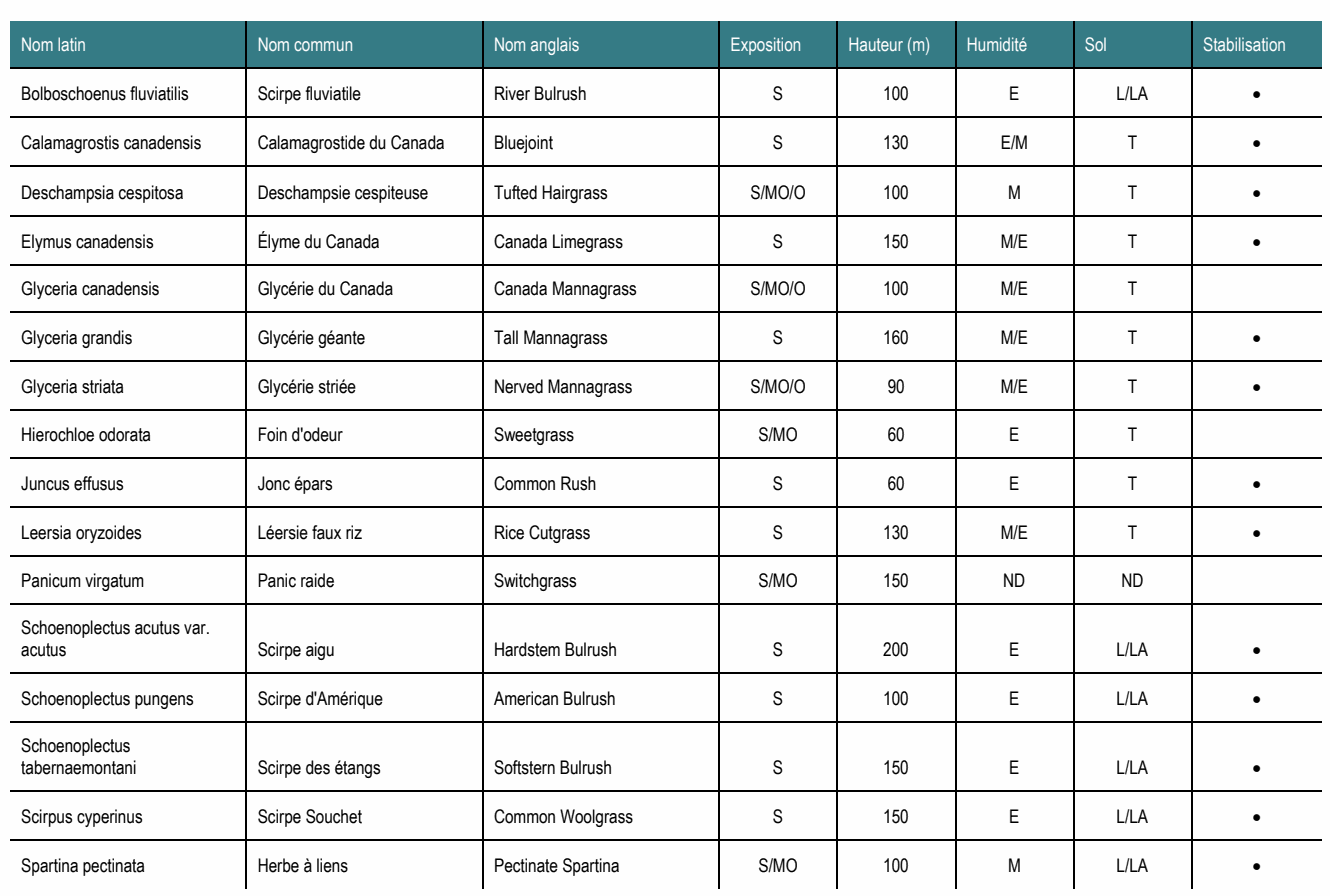 Nom latin Nom commun Nom anglais Exposition Hauteur (m) Humidité Sol Stabilisation
Bolboschoenus fluviatilis Scirpe fluviatile River Bulrush S 100 E L/LA •
Calamagrostis canadensis Calamagrostide du Canada Bluejoint S 130 E/M T •
Deschampsia cespitosa Deschampsie cespiteuse Tufted Hairgrass S/MO/O 100 M T •
Elymus canadensis Élyme du Canada Canada Limegrass S 150 M/E T •
Glyceria canadensis Glycérie du Canada Canada Mannagrass S/MO/O 100 M/E T
Glyceria grandis Glycérie géante Tall Mannagrass S 160 M/E T •
Glyceria striata Glycérie striée Nerved Mannagrass S/MO/O 90 M/E T •
Hierochloe odorata Foin d'odeur Sweetgrass S/MO 60 E T
Juncus effusus Jonc épars Common Rush S 60 E T •
Leersia oryzoides Léersie faux riz Rice Cutgrass S 130 M/E T •
Panicum virgatum Panic raide Switchgrass S/MO 150 ND ND
Schoenoplectus acutus var.
acutus Scirpe aigu Hardstem Bulrush S 200 E L/LA •
Schoenoplectus pungens Scirpe d'Amérique American Bulrush S 100 E L/LA •
Schoenoplectus
tabernaemontani Scirpe des étangs Softstern Bulrush S 150 E L/LA •
Scirpus cyperinus Scirpe Souchet Common Woolgrass S 150 E L/LA •
Spartina pectinata Herbe à liens Pectinate Spartina S/MO 100 M L/LA •